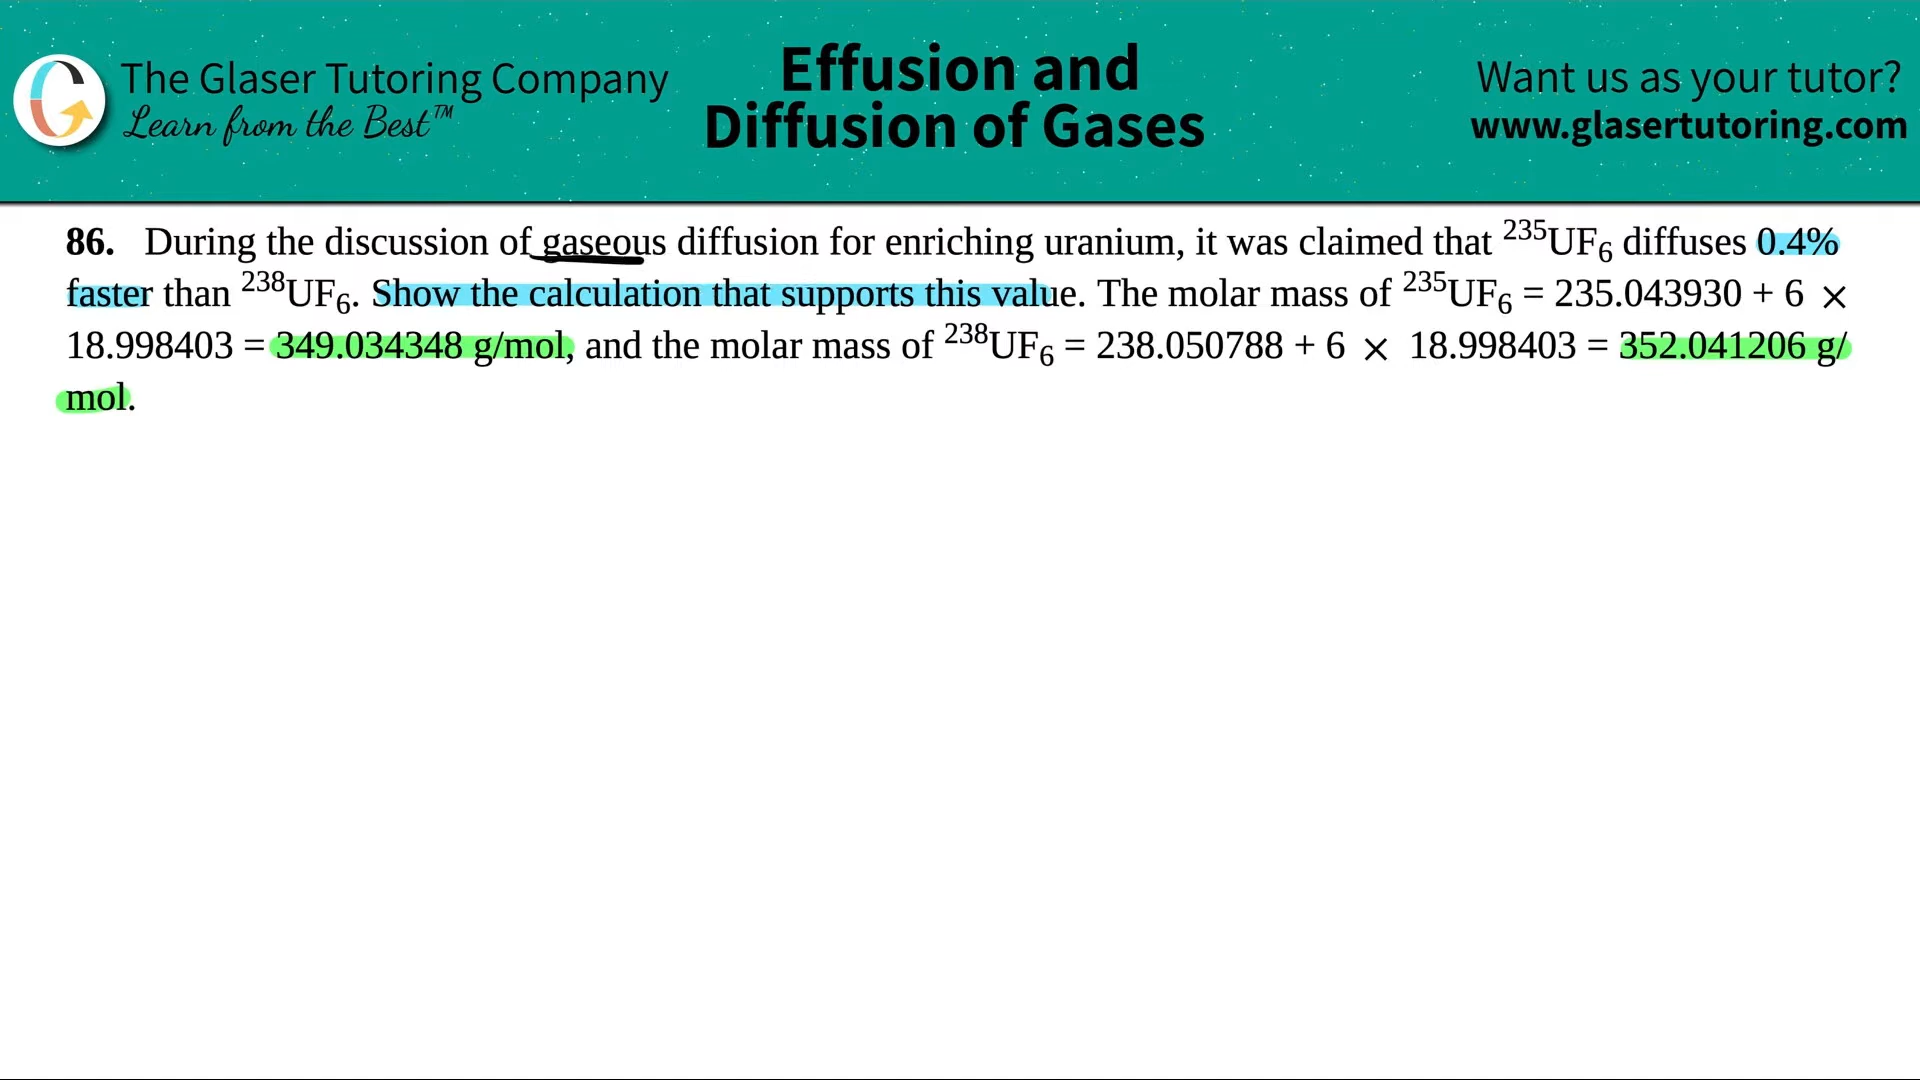 The Glaser Tutoring Company
Learn from the Best™
Effusion and
Diffusion of Gases
Want us as your tutor?
www.glasertutoring.com
86. During the discussion of gaseous diffusion for enriching uranium, it was claimed that ²³⁵UF₆ diffuses 0.4%
faster than ²³⁸UF₆. Show the calculation that supports this value. The molar mass of ²³⁵UF₆ = 235.043930 + 6 ×
18.998403 = 349.034348 g/mol, and the molar mass of ²³⁸UF₆ = 238.050788 + 6 × 18.998403 = 352.041206 g/
mol.